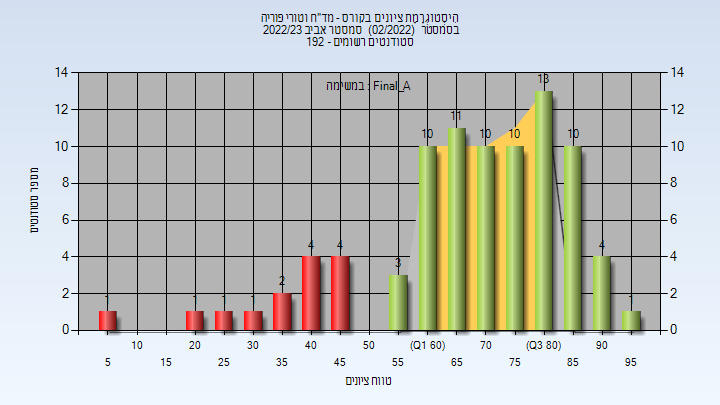 היסטוגרמת ציונים בקורס - מד"ח וטורי פוריה
בסמסטר (02/2022) סמסטר אביב 2022/23
סטודנטים רשומים - 192
במשימה : Final_A
מספר סטודנטים
14 14
12 12
10 10
8 8
6 6
4 4
2 2
0 0
1 1 1 1 2 4 4 3 10 11 10 10 13 10 4 1
10 20 30 40 50 (Q1 60) 70 (Q3 80) 90
5 15 25 35 45 55 65 75 85 95
טווח ציונים